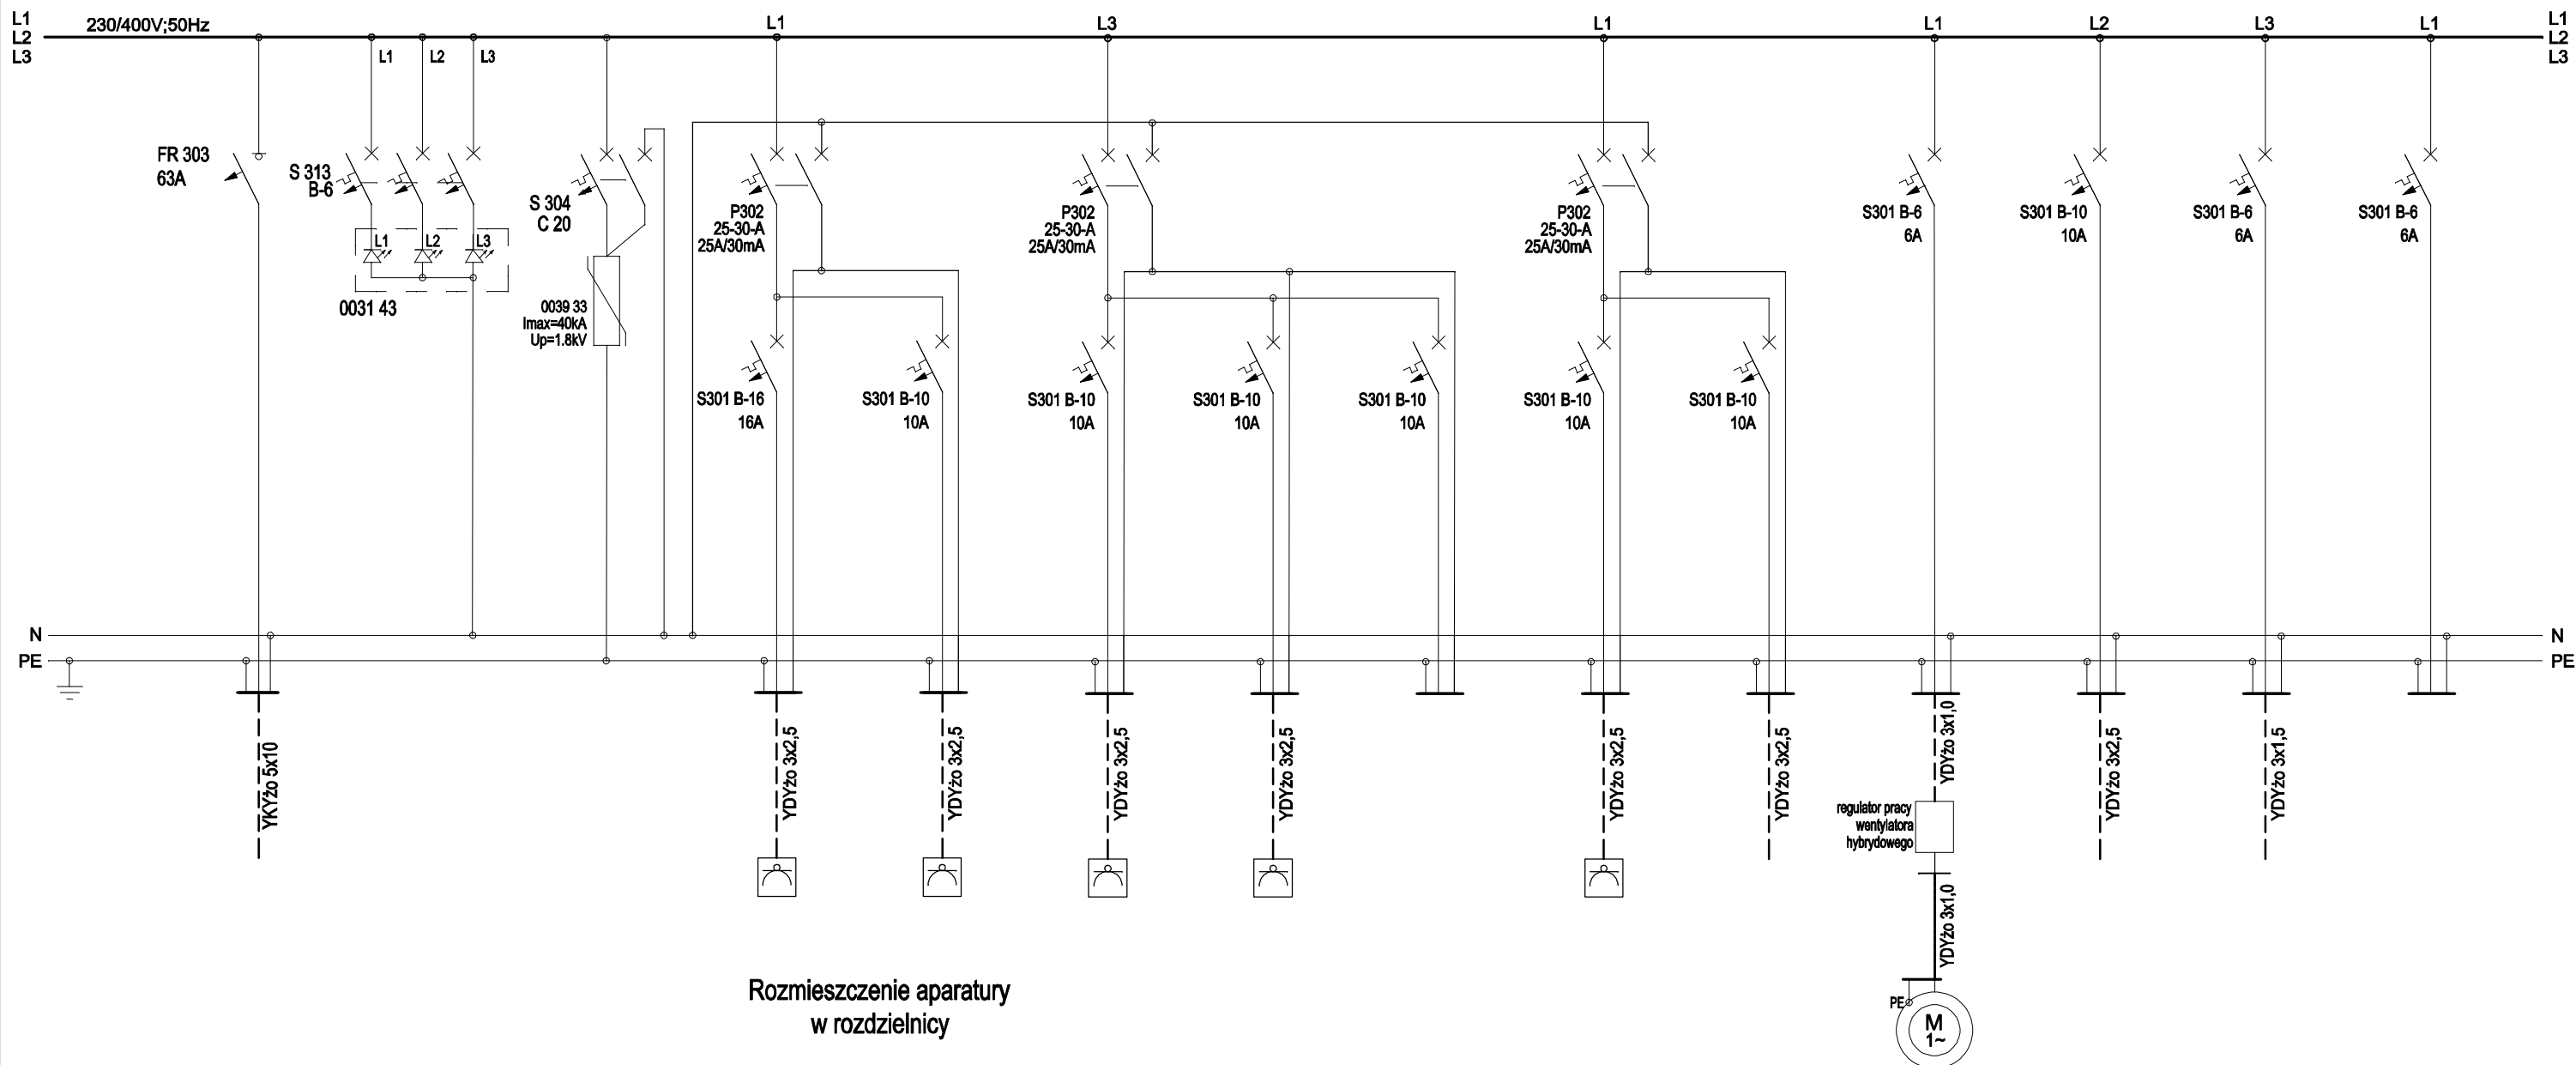 L1
L2
L3
230/400V;50Hz
L1
L2
L3
L1
L3
L1
L1
L2
L3
L1
L1
L2
L3
FR 303
63A
S 313
B-6
L1
L2
L3
0031 43
S 304
C 20
0039 33
Imax=40kA
Up=1.8kV
P302
25-30-A
25A/30mA
P302
25-30-A
25A/30mA
P302
25-30-A
25A/30mA
S301 B-6
6A
S301 B-10
10A
S301 B-6
6A
S301 B-6
6A
S301 B-16
16A
S301 B-10
10A
S301 B-10
10A
S301 B-10
10A
S301 B-10
10A
S301 B-10
10A
S301 B-10
10A
N
N
PE
PE
YKYżo 5x10
YDYżo 3x2,5
YDYżo 3x2,5
YDYżo 3x2,5
YDYżo 3x2,5
YDYżo 3x2,5
YDYżo 3x2,5
YDYżo 3x1,0
YDYżo 3x2,5
YDYżo 3x1,5
regulator pracy
wentylatora
hybrydowego
YDYżo 3x1,0
PE
M
1~
Rozmieszczenie aparatury
w rozdzielnicy